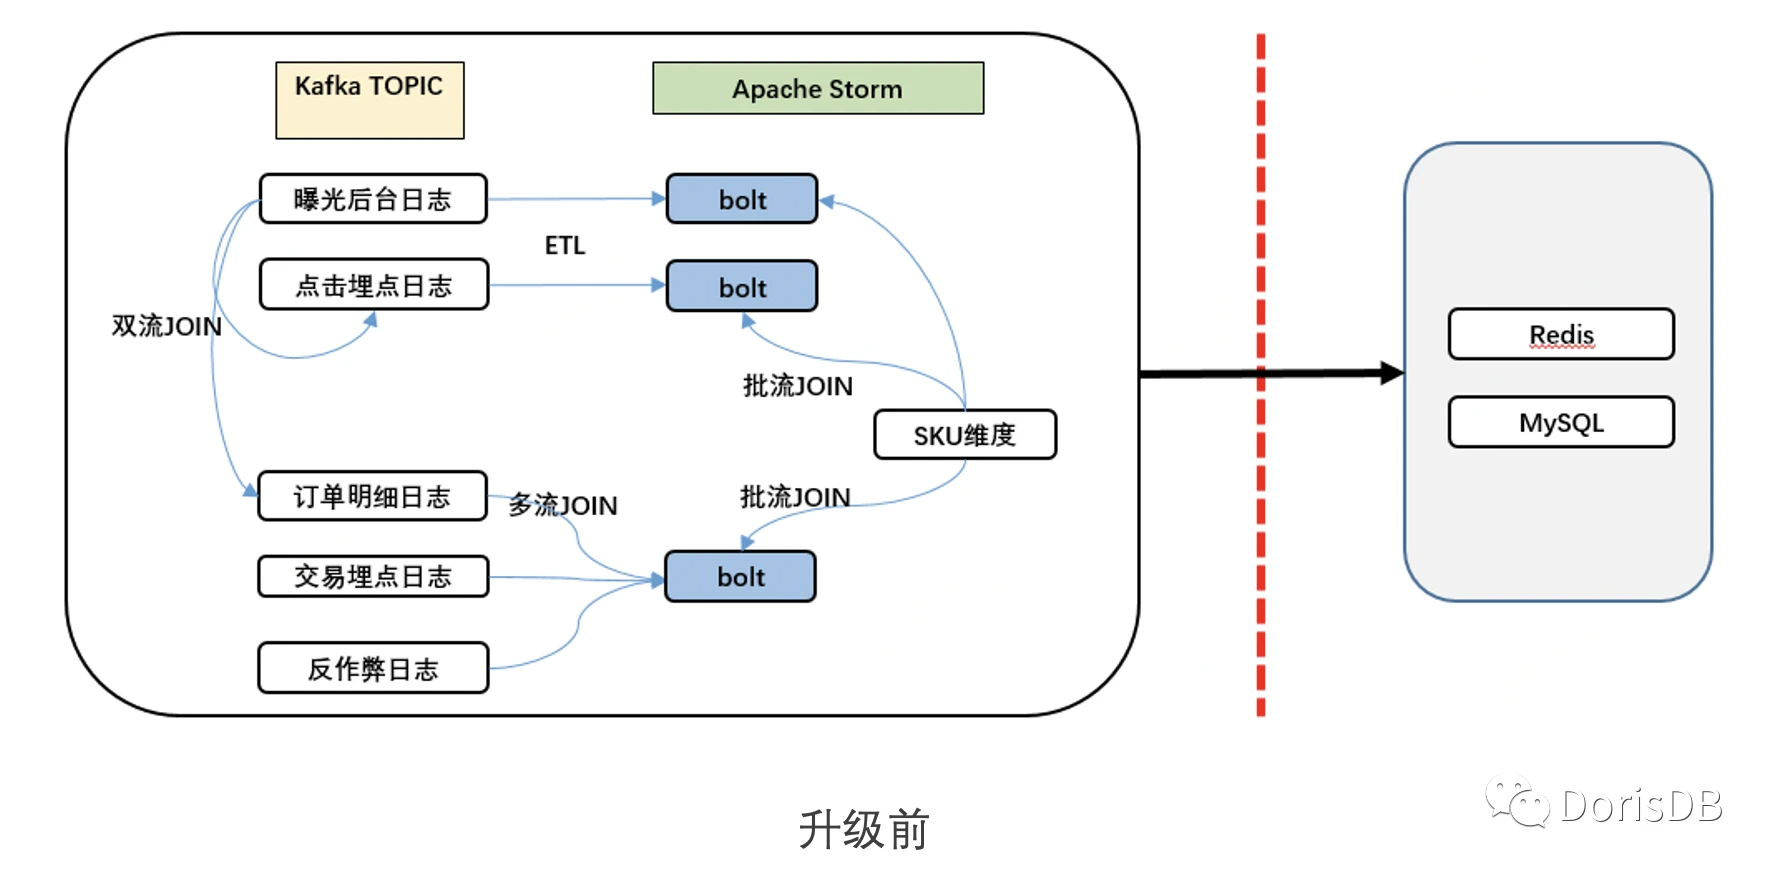 Kafka TOPIC
Apache Storm
曝光后台日志
bolt
ETL
点击埋点日志
bolt
双流JOIN
批流JOIN
SKU维度
订单明细日志
多流JOIN
批流JOIN
交易埋点日志
bolt
反作弊日志
Redis
MySQL
升级前
DorisDB